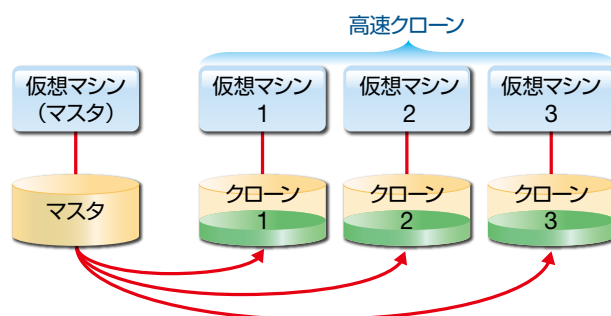 高速クローン
仮想マシン
（マスタ）
仮想マシン
1
仮想マシン
2
仮想マシン
3
マスタ
クローン
1
クローン
2
クローン
3